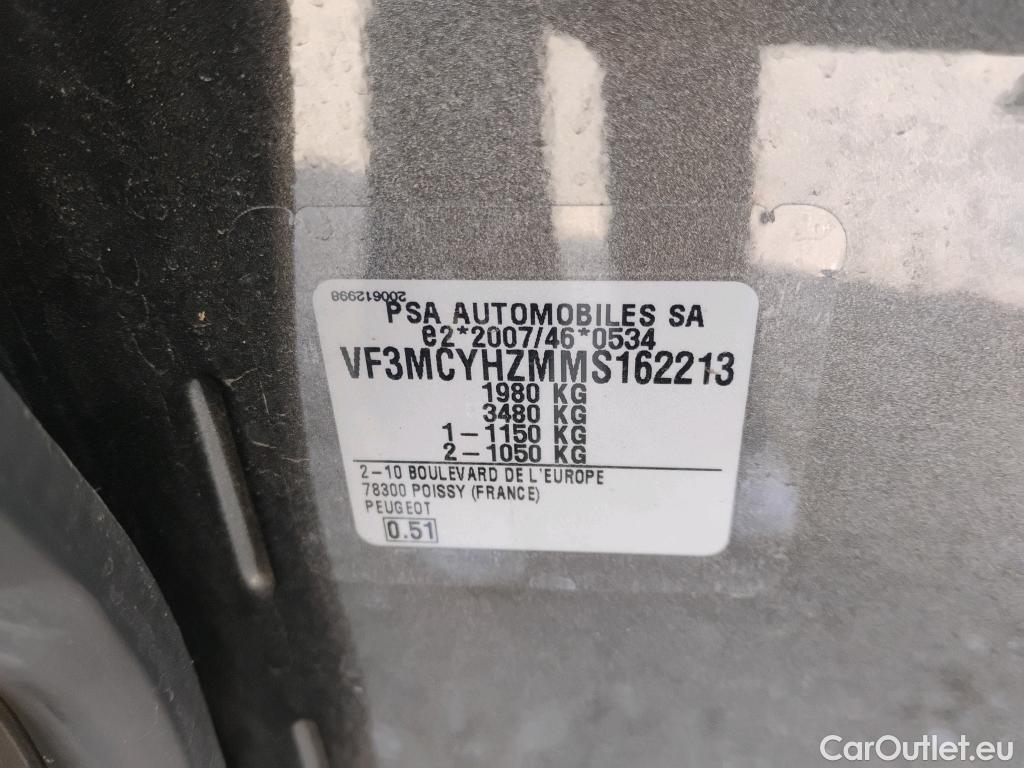 200612998
PSA AUTOMOBILES SA
e2*2007/46*0534
VF3MCYHZMMS162213
1980 KG
3480 KG
1-1150 KG
2-1050 KG
2-10 BOULEVARD DE L'EUROPE
78300 POISSY (FRANCE)
PEUGEOT
0.51
CarOutlet.eu